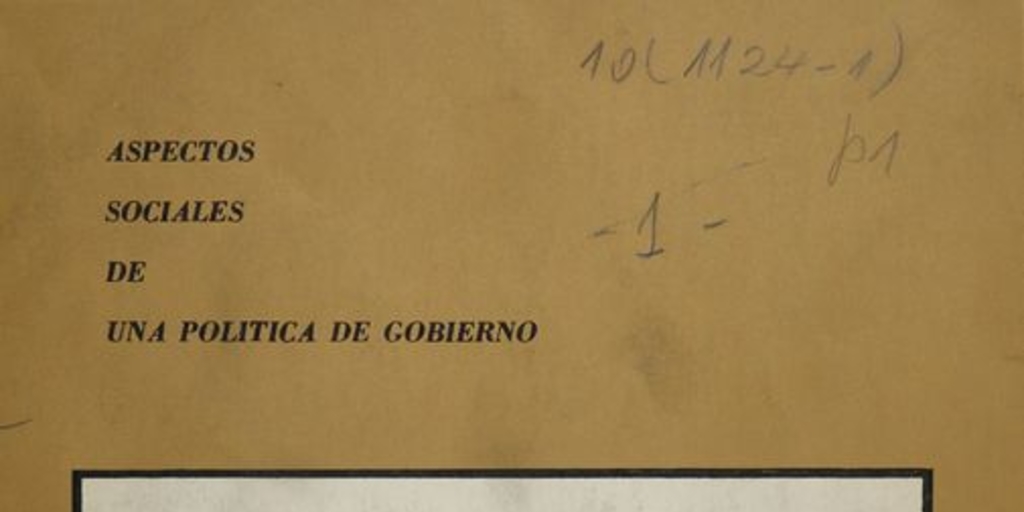 10(1124-1)
p1
ASPECTOS
SOCIALES
-1-
DE
UNA POLITICA DE GOBIERNO